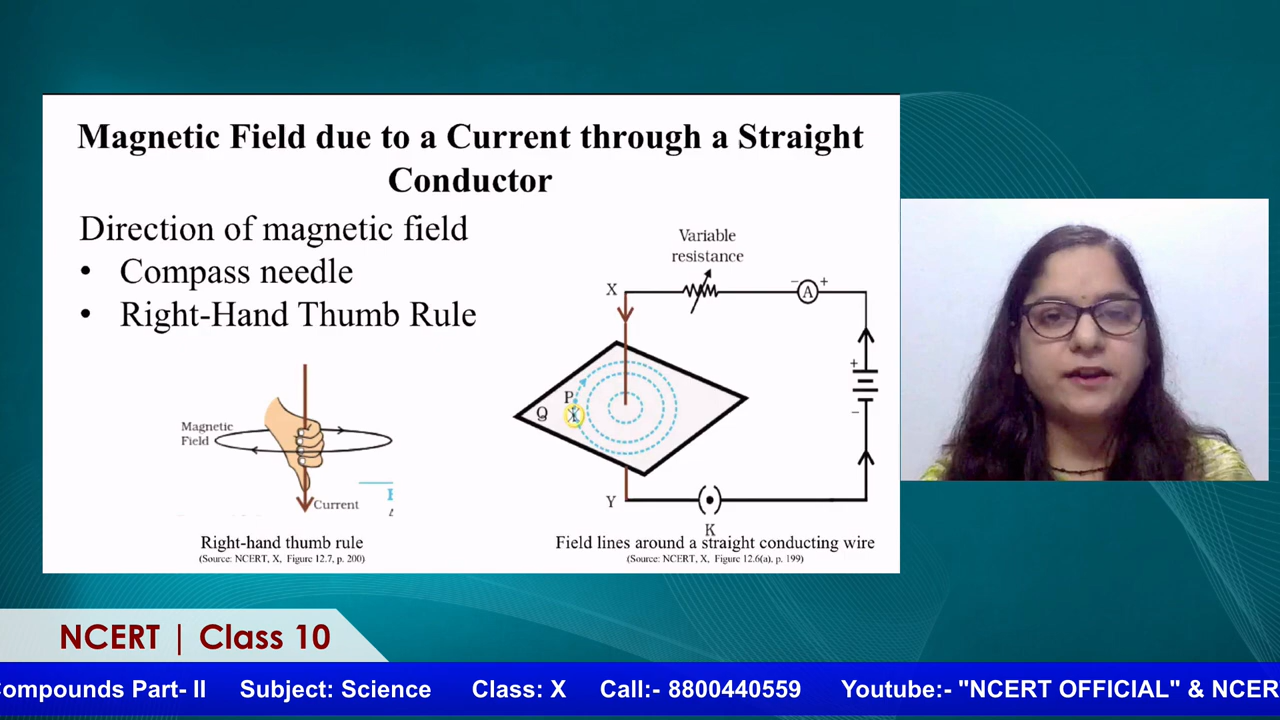 Magnetic Field due to a Current through a Straight
Conductor
Direction of magnetic field
• Compass needle
• Right-Hand Thumb Rule
Magnetic
Field
Current
Right-hand thumb rule
(Source: NCERT, X, Figure 12.7, p. 200)
Variable
resistance
X
− A +
P
Q
+
−
Y
K
Field lines around a straight conducting wire
(Source: NCERT, X, Figure 12.6(a), p. 199)
NCERT | Class 10
ompounds Part- II Subject: Science Class: X Call:- 8800440559 Youtube:- "NCERT OFFICIAL" & NCER